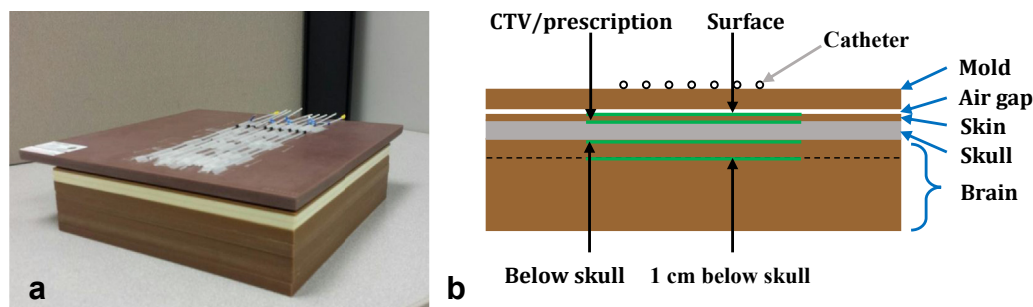 CTV/prescription
Surface
Catheter
Mold
Air gap
Skin
Skull
Brain
Below skull
1 cm below skull
a
b